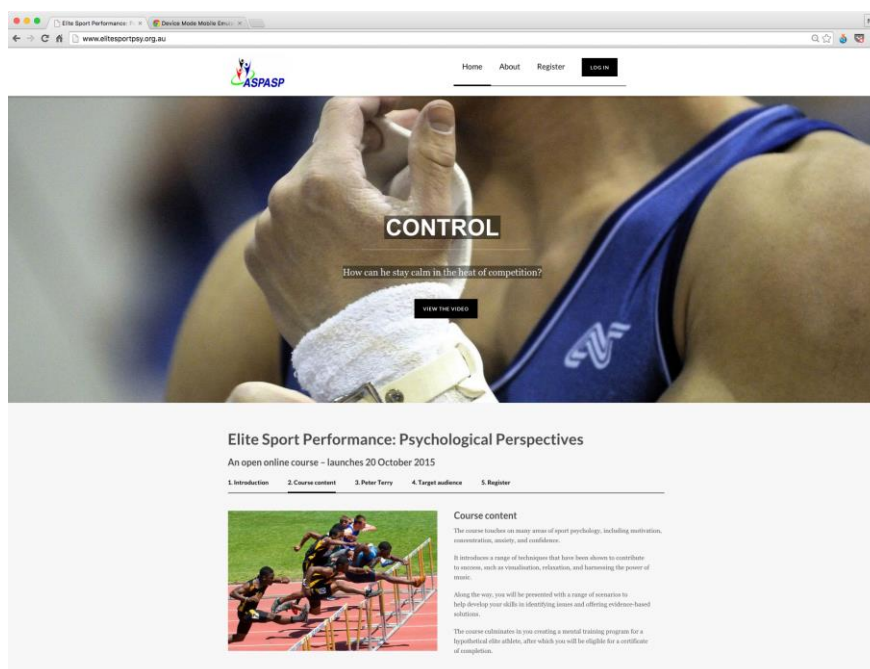 Elite Sport Performance: P
Device Mode Mobile Emul
www.elitesportpsy.org.au
ASPASP
Home About Register LOG IN
CONTROL
How can he stay calm in the heat of competition?
VIEW THE VIDEO
Elite Sport Performance: Psychological Perspectives
An open online course – launches 20 October 2015
1. Introduction 2. Course content 3. Peter Terry 4. Target audience 5. Register
Course content
The course touches on many areas of sport psychology, including motivation,
concentration, anxiety, and confidence.
It introduces a range of techniques that have been shown to contribute
to success, such as visualisation, relaxation, and harnessing the power of
music.
Along the way, you will be presented with a range of scenarios to
help develop your skills in identifying issues and offering evidence-based
solutions.
The course culminates in you creating a mental training program for a
hypothetical elite athlete, after which you will be eligible for a certificate
of completion.